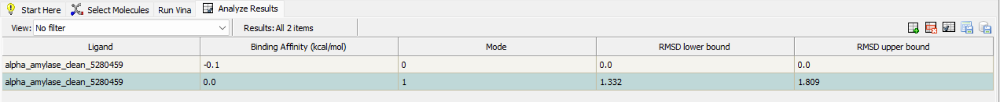 Start Here Select Molecules Run Vina Analyze Results
View: No filter Results: All 2 items
Ligand Binding Affinity (kcal/mol) Mode RMSD lower bound RMSD upper bound
alpha_amylase_clean_5280459 -0.1 0 0.0 0.0
alpha_amylase_clean_5280459 0.0 1 1.332 1.809